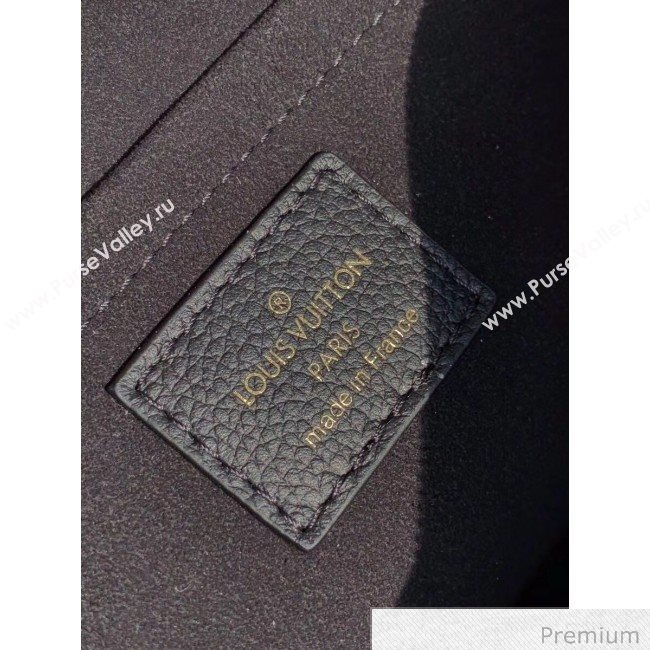 ®
LOUIS VUITTON
PARIS
made in France
www.PurseValley.ru
www.PurseValley.ru
Premium